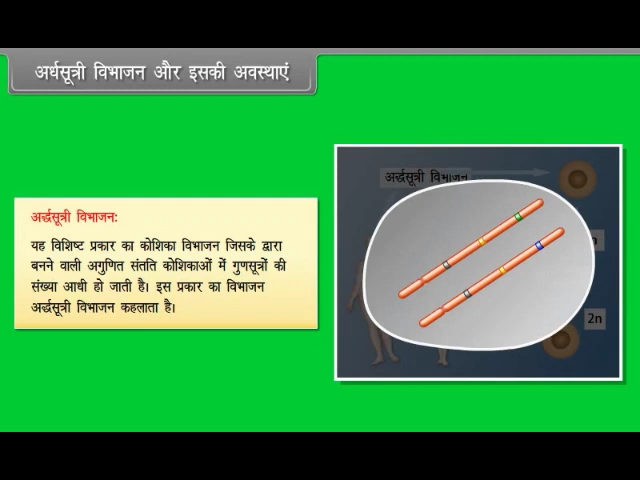 अर्धसूत्री विभाजन और इसकी अवस्थाएं
अर्द्धसूत्री विभाजन:
यह विशिष्ट प्रकार का कोशिका विभाजन जिसके द्वारा
बनने वाली अगुणित संतति कोशिकाओं में गुणसूत्रों की
संख्या आधी हो जाती है। इस प्रकार का विभाजन
अर्द्धसूत्री विभाजन कहलाता है।
अर्द्धसूत्री विभाजन
n
2n